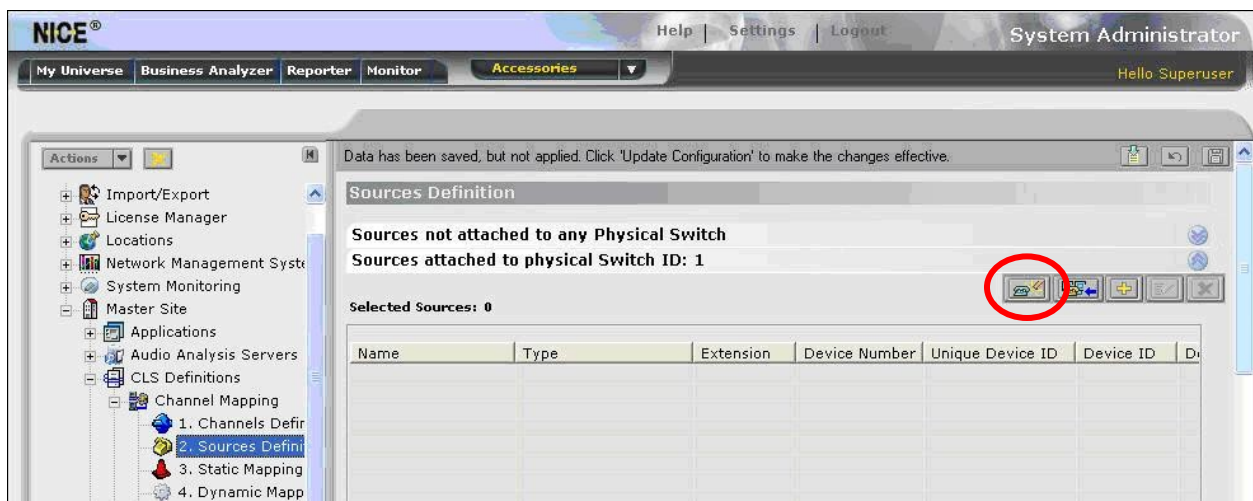 NICE®
Help | Settings | Logout
System Administrator
My Universe Business Analyzer Reporter Monitor Accessories
Hello Superuser
Actions
Data has been saved, but not applied. Click 'Update Configuration' to make the changes effective.
Import/Export
License Manager
Locations
Network Management Syste
System Monitoring
Master Site
Applications
Audio Analysis Servers
CLS Definitions
Channel Mapping
1. Channels Defir
2. Sources Defini
3. Static Mapping
4. Dynamic Mapp
Sources Definition
Sources not attached to any Physical Switch
Sources attached to physical Switch ID: 1
Selected Sources: 0
Name Type Extension Device Number Unique Device ID Device ID